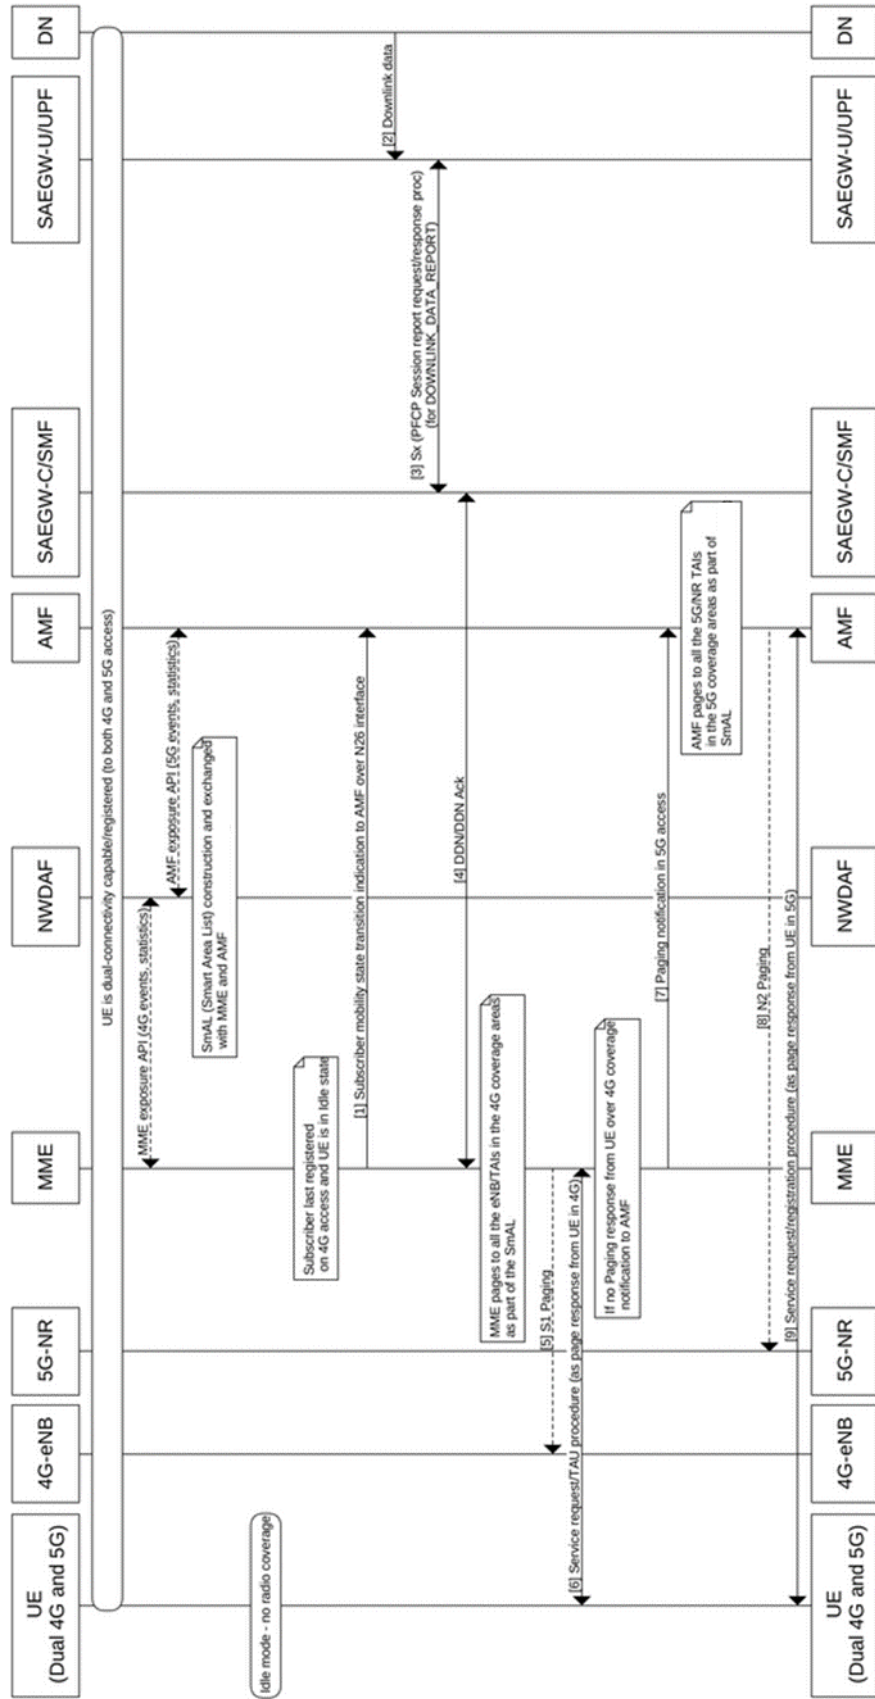 UE
(Dual 4G and 5G)
4G-eNB
5G-NR
MME
NWDAF
AMF
SAEGW-C/SMF
SAEGW-U/UPF
DN
UE is dual-connectivity capable/registered (to both 4G and 5G access)
MME exposure API (4G events, statistics)
AMF exposure API (5G events, statistics)
SmAL (Smart Area List) construction and exchanged
with MME and AMF
Idle mode - no radio coverage
Subscriber last registered
on 4G access and UE is in Idle state
[1] Subscriber mobility state transition indication to AMF over N26 interface
[2] Downlink data
[3] Sx (PFCP Session report request/response proc)
(for DOWNLINK_DATA_REPORT)
[4] DDN/DDN Ack
MME pages to all the eNB/TAIs in the 4G coverage areas
as part of the SmAL
[5] S1 Paging
[6] Service request/TAU procedure (as page response from UE in 4G)
If no Paging response from UE over 4G coverage
notification to AMF
[7] Paging notification in 5G access
AMF pages to all the 5G/NR TAIs
in the 5G coverage areas as part of
SmAL
[8] N2 Paging
[9] Service request/registration procedure (as page response from UE in 5G)
UE
(Dual 4G and 5G)
4G-eNB
5G-NR
MME
NWDAF
AMF
SAEGW-C/SMF
SAEGW-U/UPF
DN